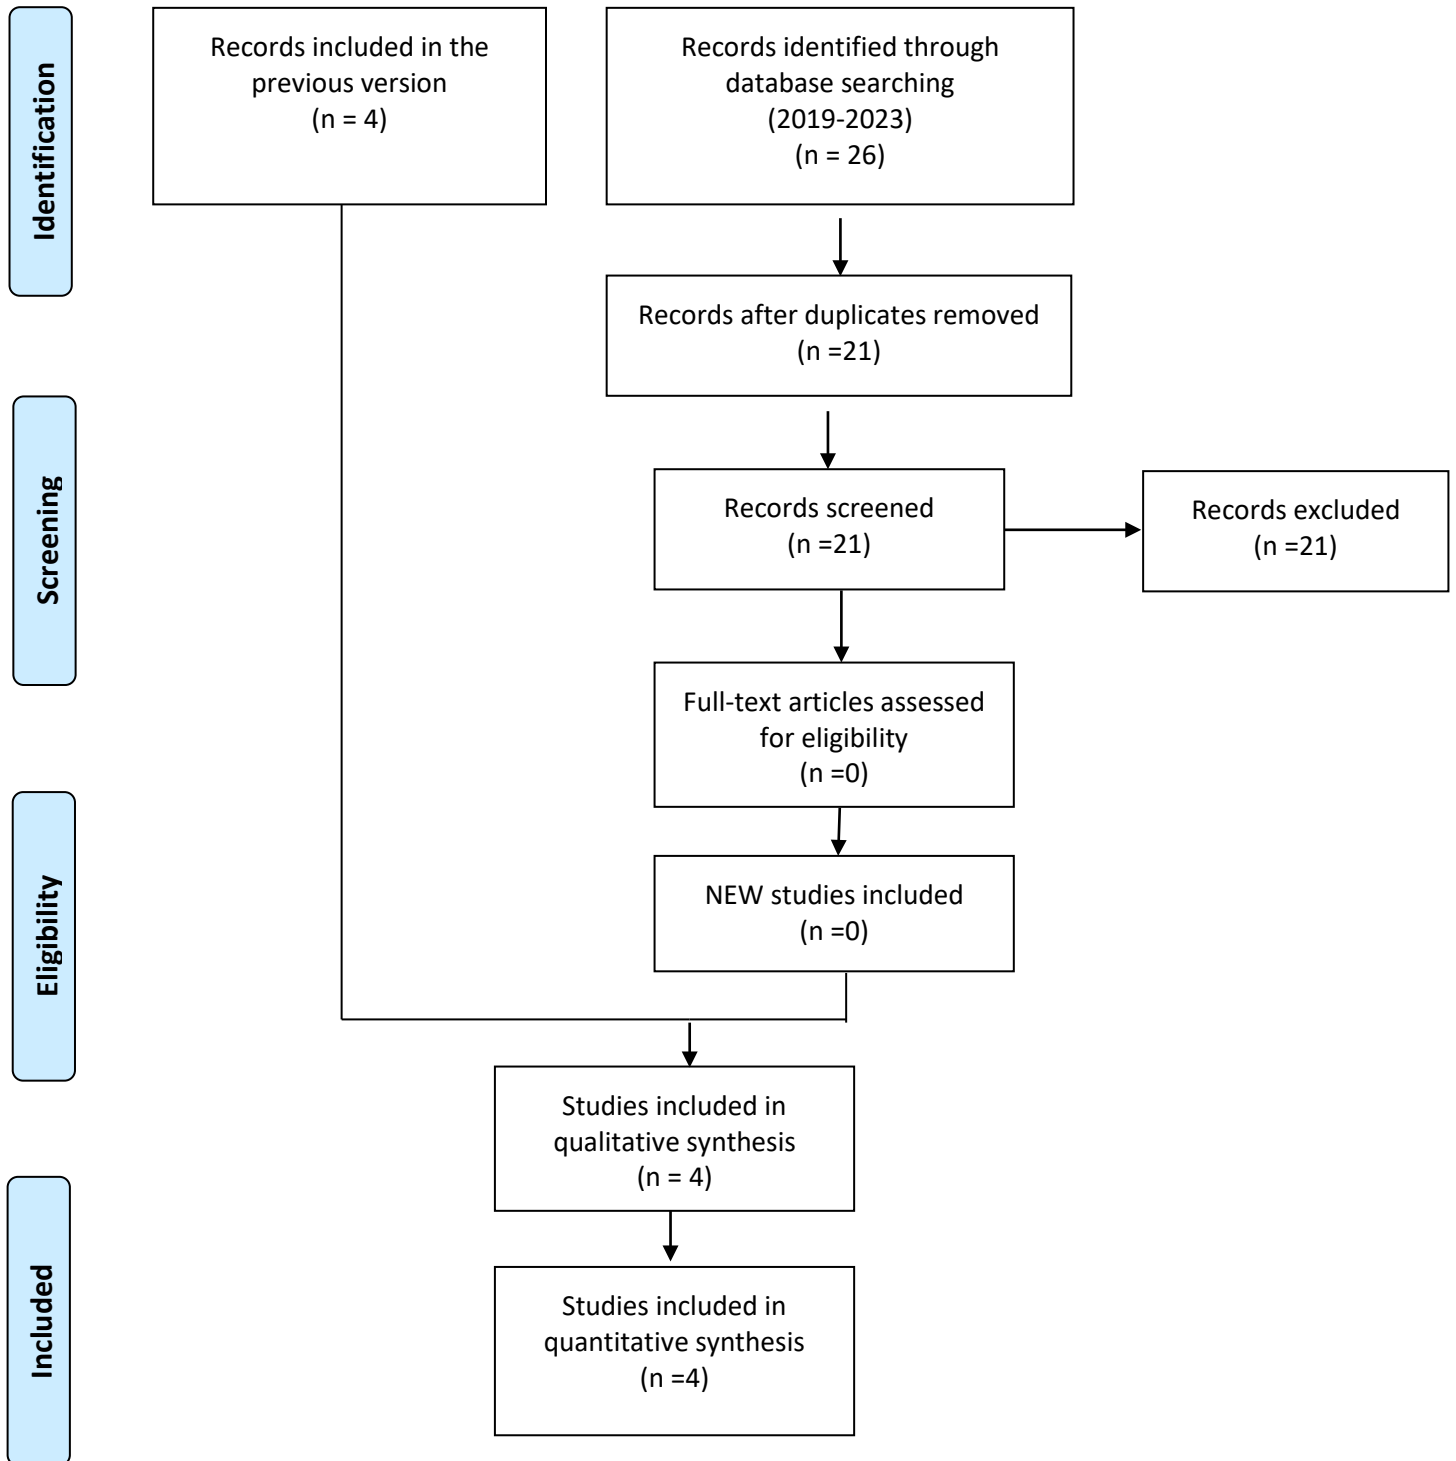 Identification
Records included in the
previous version
(n = 4)
Records identified through
database searching
(2019-2023)
(n = 26)
Records after duplicates removed
(n =21)
Screening
Records screened
(n =21)
Records excluded
(n =21)
Full-text articles assessed
for eligibility
(n =0)
Eligibility
NEW studies included
(n =0)
Studies included in
qualitative synthesis
(n = 4)
Included
Studies included in
quantitative synthesis
(n =4)